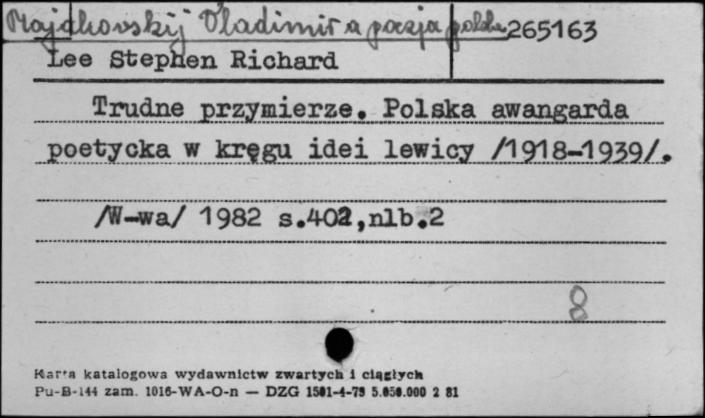 Majakovskij Vladimir a poezja polska 265163
Lee Stephen Richard
Trudne przymierze. Polska awangarda
poetycka w kręgu idei lewicy /1918-1939/.
/W-wa/ 1982 s.402,nlb.2
8
Karta katalogowa wydawnictw zwartych i ciągłych
Pu-B-144 zam. 1016-WA-O-n — DZG 1501-4-79 5.050.000 2 81